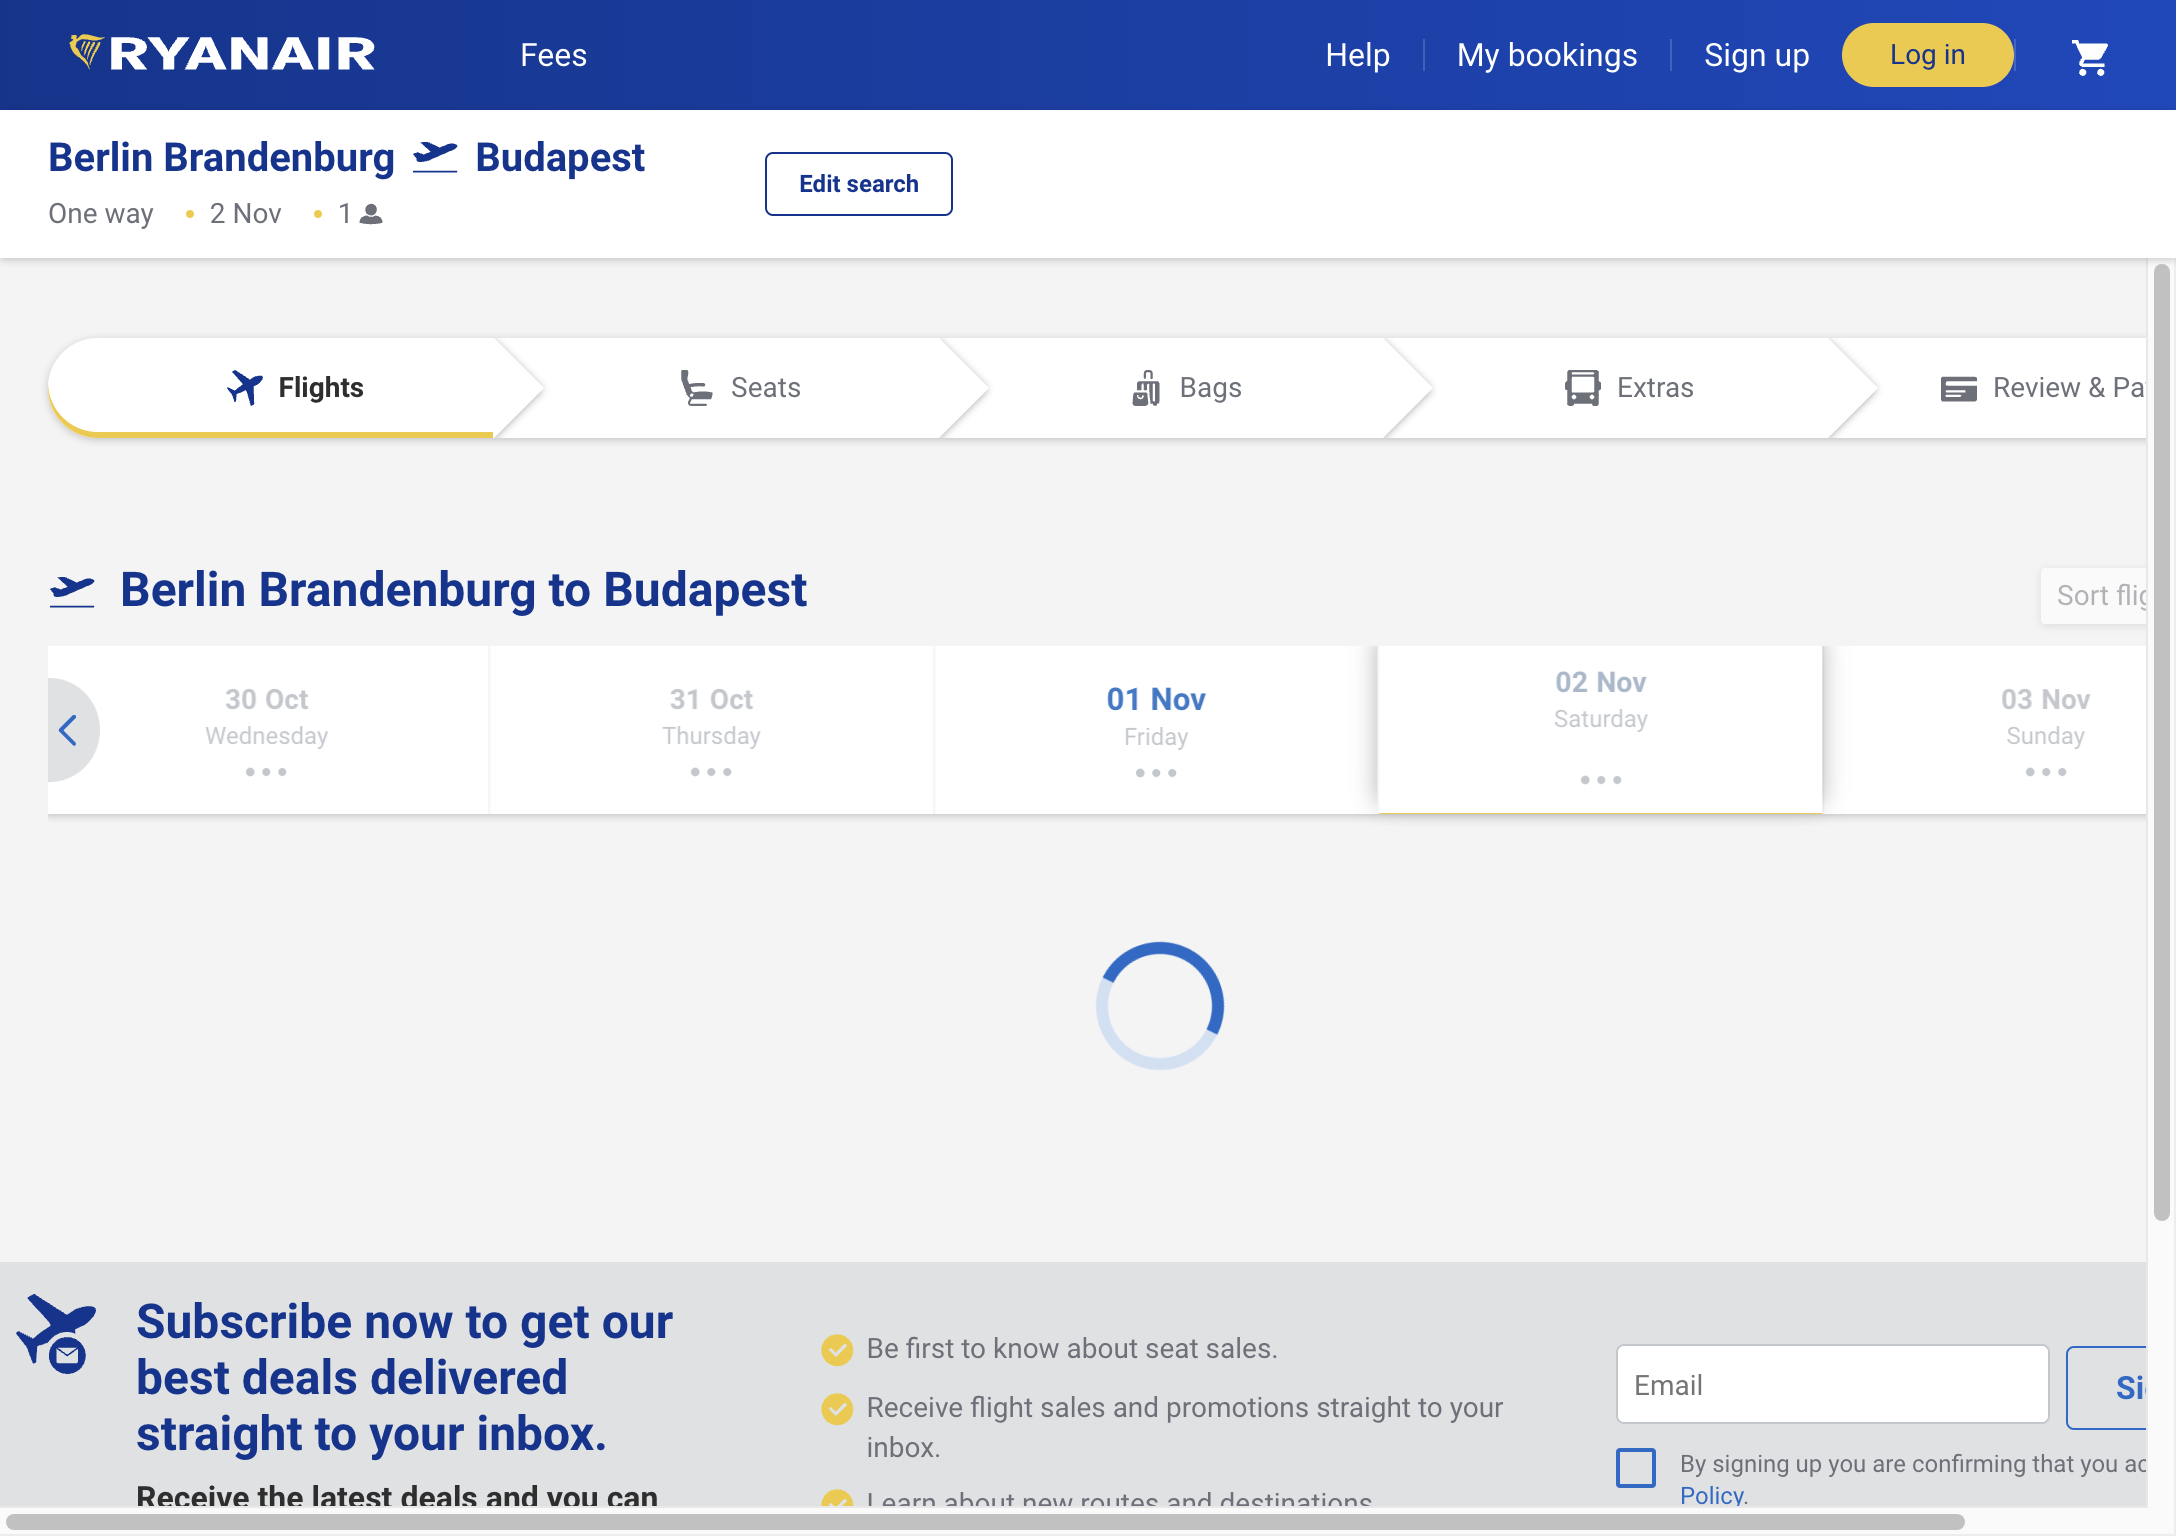 RYANAIR
Fees
Help
My bookings
Sign up
Log in
Berlin Brandenburg Budapest
Edit search
One way • 2 Nov • 1
Flights
Seats
Bags
Extras
Review & Pa
Berlin Brandenburg to Budapest
Sort flig
30 Oct
Wednesday
31 Oct
Thursday
01 Nov
Friday
02 Nov
Saturday
03 Nov
Sunday
Subscribe now to get our
best deals delivered
straight to your inbox.
Receive the latest deals and you can
Be first to know about seat sales.
Receive flight sales and promotions straight to your
inbox.
Learn about new routes and destinations
Email
Si
By signing up you are confirming that you ac
Policy.